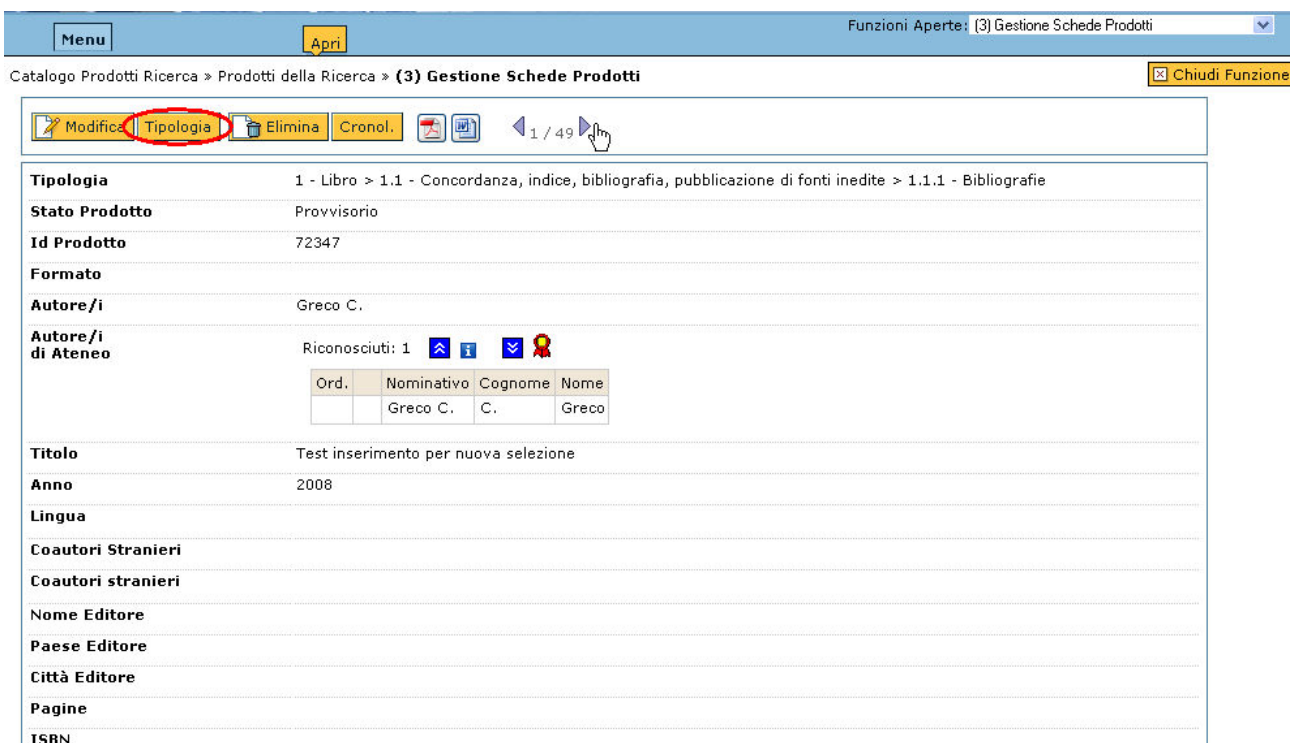 Menu Apri Funzioni Aperte: (3) Gestione Schede Prodotti
Catalogo Prodotti Ricerca » Prodotti della Ricerca » (3) Gestione Schede Prodotti Chiudi Funzione
Modifica Tipologia Elimina Cronol. 1 / 49
Tipologia 1 - Libro > 1.1 - Concordanza, indice, bibliografia, pubblicazione di fonti inedite > 1.1.1 - Bibliografie
Stato Prodotto Provvisorio
Id Prodotto 72347
Formato
Autore/i Greco C.
Autore/i
di Ateneo
Riconosciuti: 1
Ord. Nominativo Cognome Nome
Greco C. C. Greco
Titolo Test inserimento per nuova selezione
Anno 2008
Lingua
Coautori Stranieri
Coautori stranieri
Nome Editore
Paese Editore
Città Editore
Pagine
ISBN